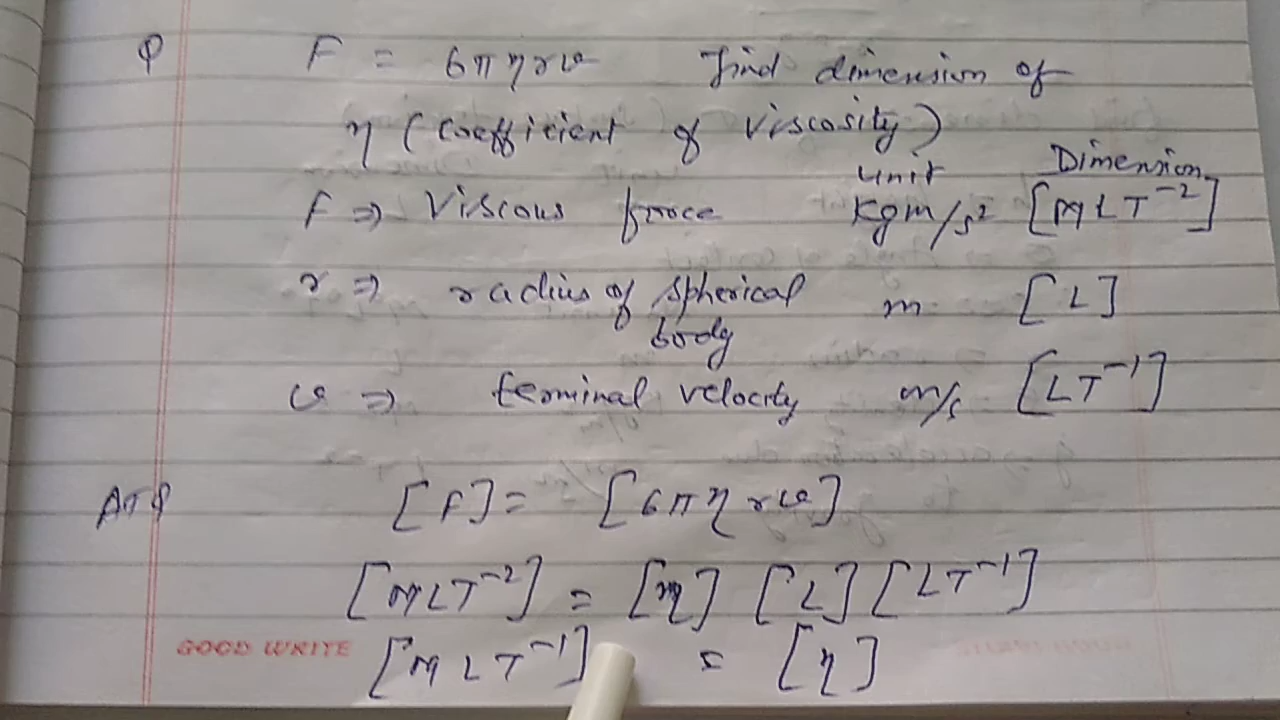 Q F = 6πηrv find dimension of
η (coefficient of viscosity)
unit Dimension
F ⇒ Viscous force kgm/s² [MLT⁻²]
r ⇒ radius of spherical body m [L]
v ⇒ terminal velocity m/s [LT⁻¹]
ATQ [F] = [6πηrv]
[MLT⁻²] = [η] [L] [LT⁻¹]
GOOD WRITE
[MLT⁻¹] = [η]